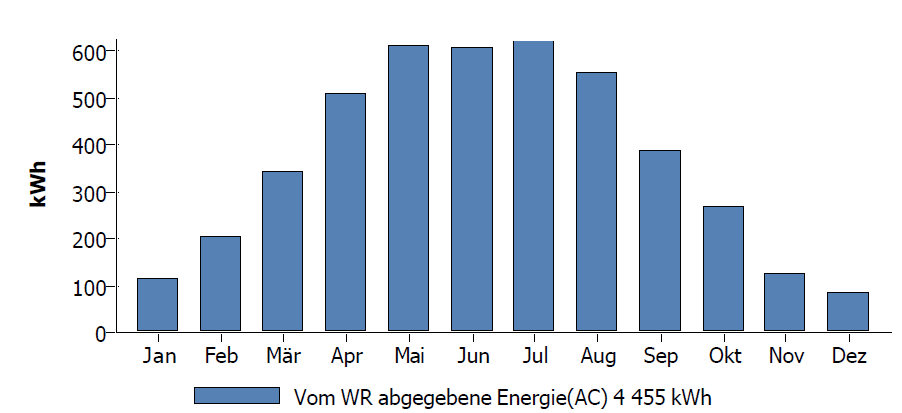 kWh
600
500
400
300
200
100
0
Jan Feb Mär Apr Mai Jun Jul Aug Sep Okt Nov Dez
Vom WR abgegebene Energie(AC) 4 455 kWh